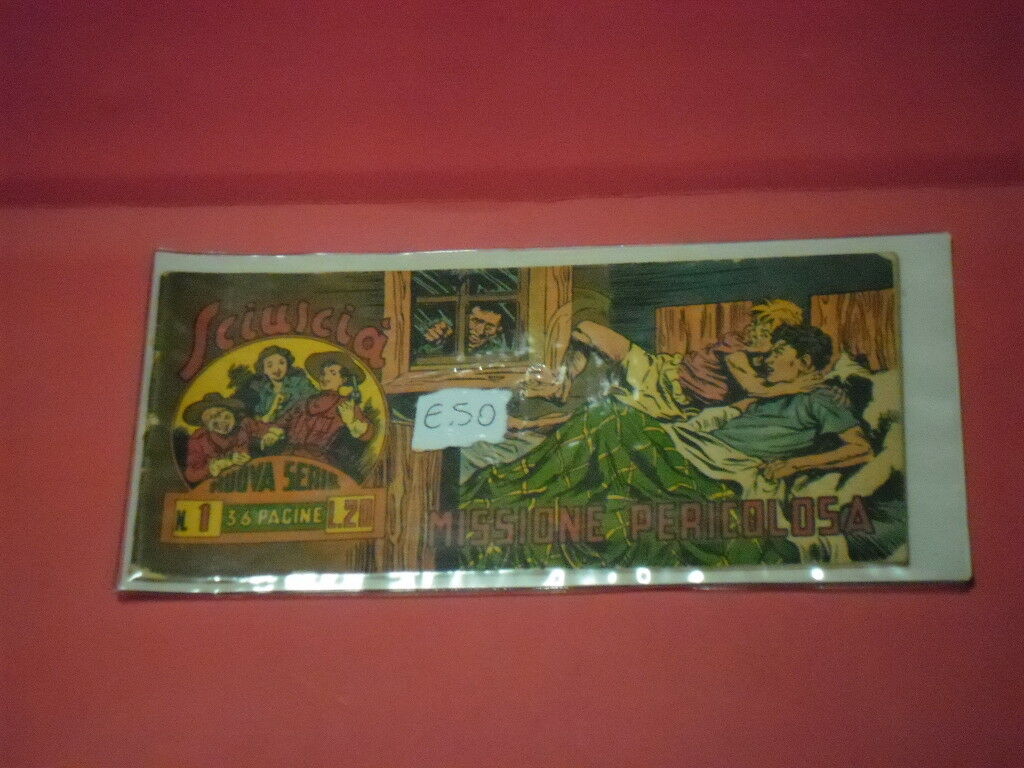 Sciuscià
NUOVA SERIE
N. 1 36 PAGINE L.20
€.50
MISSIONE PERICOLOSA